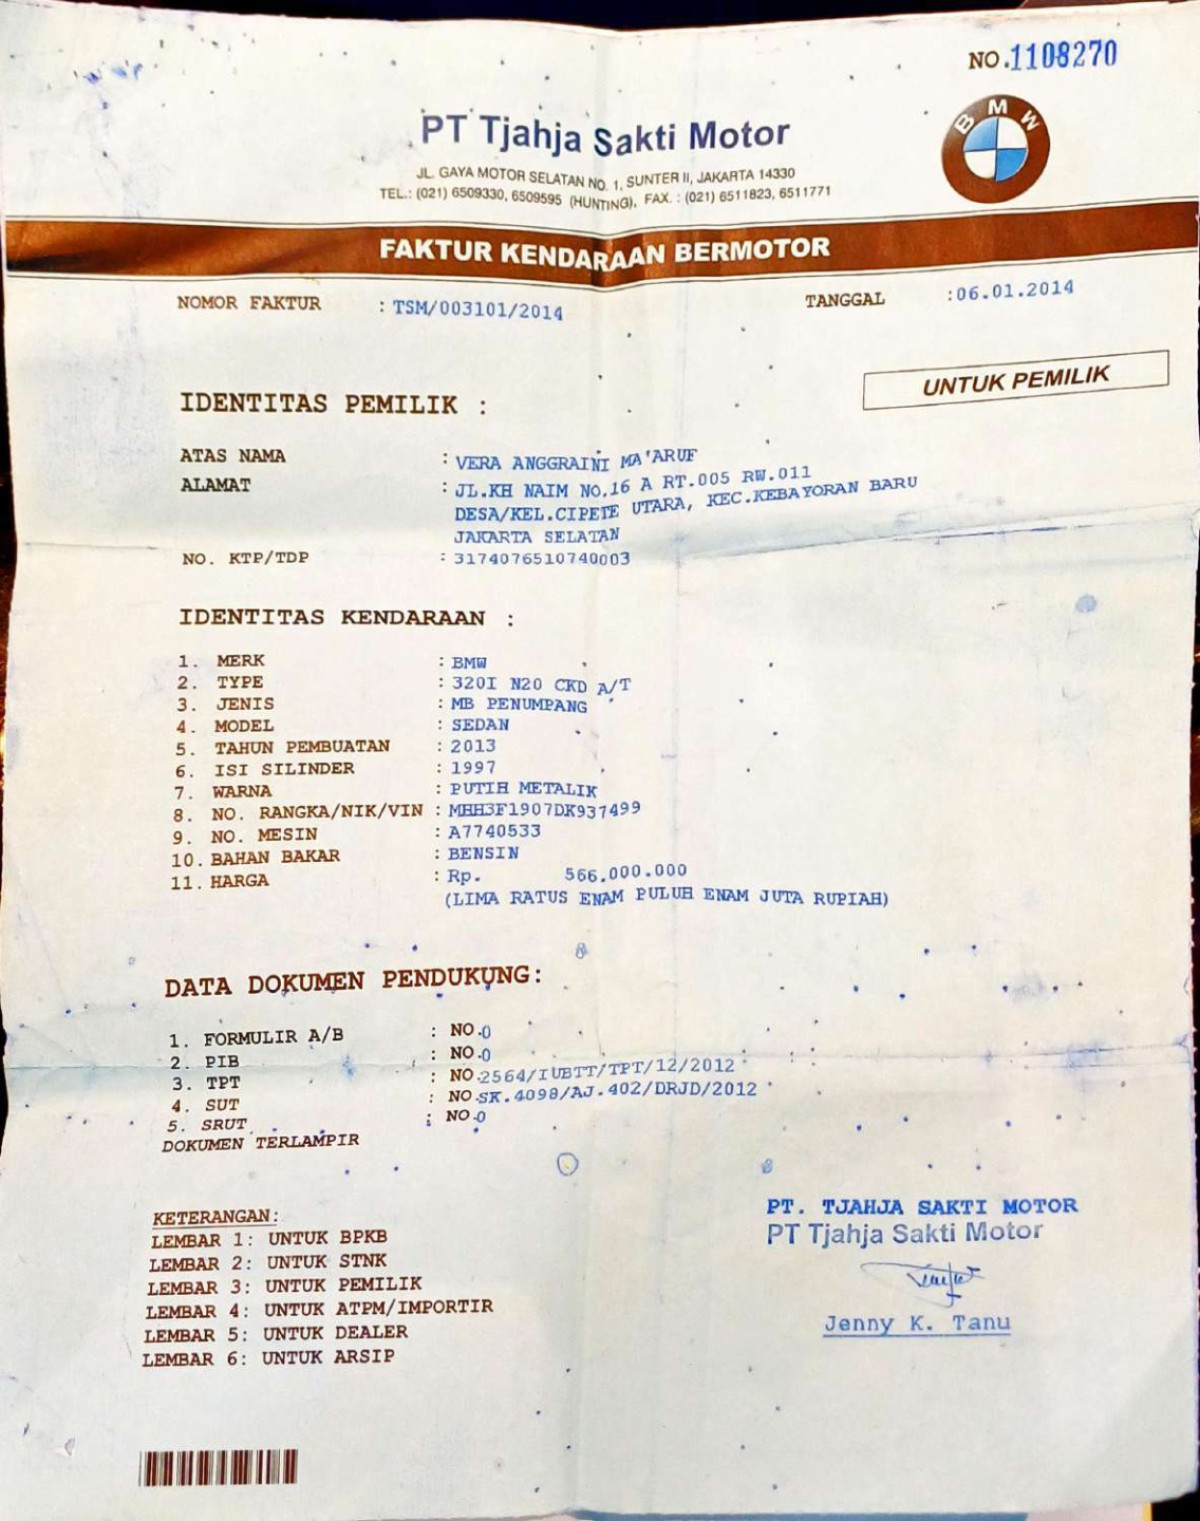 NO.1108270
BMW
PT Tjahja Sakti Motor
JL. GAYA MOTOR SELATAN NO. 1, SUNTER II, JAKARTA 14330
TEL.: (021) 6509330, 6509595 (HUNTING), FAX. : (021) 6511823, 6511771
FAKTUR KENDARAAN BERMOTOR
NOMOR FAKTUR : TSM/003101/2014 TANGGAL :06.01.2014
UNTUK PEMILIK
IDENTITAS PEMILIK :
ATAS NAMA : VERA ANGGRAINI MA'ARUF
ALAMAT : JL.KH NAIM NO.16 A RT.005 RW.011
DESA/KEL.CIPETE UTARA, KEC.KEBAYORAN BARU
JAKARTA SELATAN
NO. KTP/TDP : 3174076510740003
IDENTITAS KENDARAAN :
1. MERK : BMW
2. TYPE : 320I N20 CKD A/T
3. JENIS : MB PENUMPANG
4. MODEL : SEDAN
5. TAHUN PEMBUATAN : 2013
6. ISI SILINDER : 1997
7. WARNA : PUTIH METALIK
8. NO. RANGKA/NIK/VIN : MHH3F1907DK937499
9. NO. MESIN : A7740533
10. BAHAN BAKAR : BENSIN
11. HARGA : Rp. 566.000.000
(LIMA RATUS ENAM PULUH ENAM JUTA RUPIAH)
DATA DOKUMEN PENDUKUNG:
1. FORMULIR A/B : NO.0
2. PIB : NO.0
3. TPT : NO.2564/IUBTT/TPT/12/2012
4. SUT : NO.SK.4098/AJ.402/DRJD/2012
5. SRUT : NO.0
DOKUMEN TERLAMPIR
KETERANGAN:
LEMBAR 1: UNTUK BPKB
LEMBAR 2: UNTUK STNK
LEMBAR 3: UNTUK PEMILIK
LEMBAR 4: UNTUK ATPM/IMPORTIR
LEMBAR 5: UNTUK DEALER
LEMBAR 6: UNTUK ARSIP
PT. TJAHJA SAKTI MOTOR
PT Tjahja Sakti Motor
Jenny K. Tanu